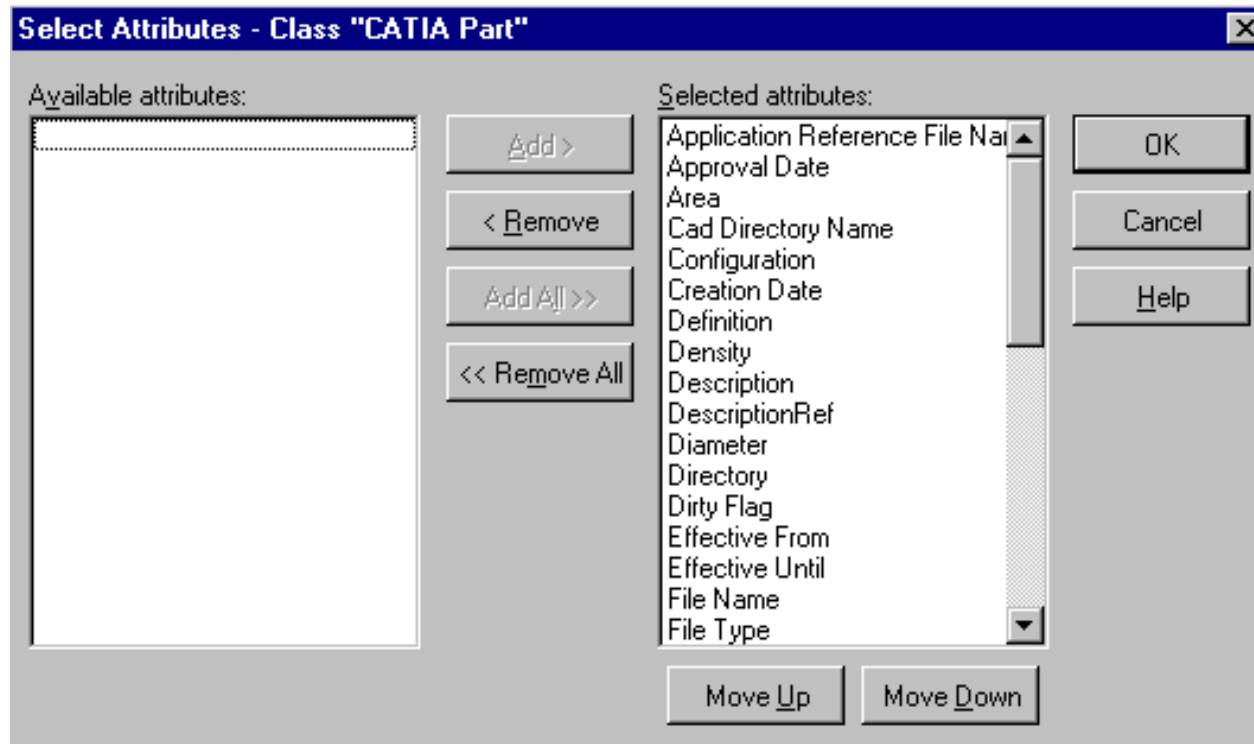 Select Attributes - Class "CATIA Part"
Available attributes:
Selected attributes:
Add >
< Remove
Add All >>
<< Remove All
Application Reference File Nai
Approval Date
Area
Cad Directory Name
Configuration
Creation Date
Definition
Density
Description
DescriptionRef
Diameter
Directory
Dirty Flag
Effective From
Effective Until
File Name
File Type
OK
Cancel
Help
Move Up
Move Down